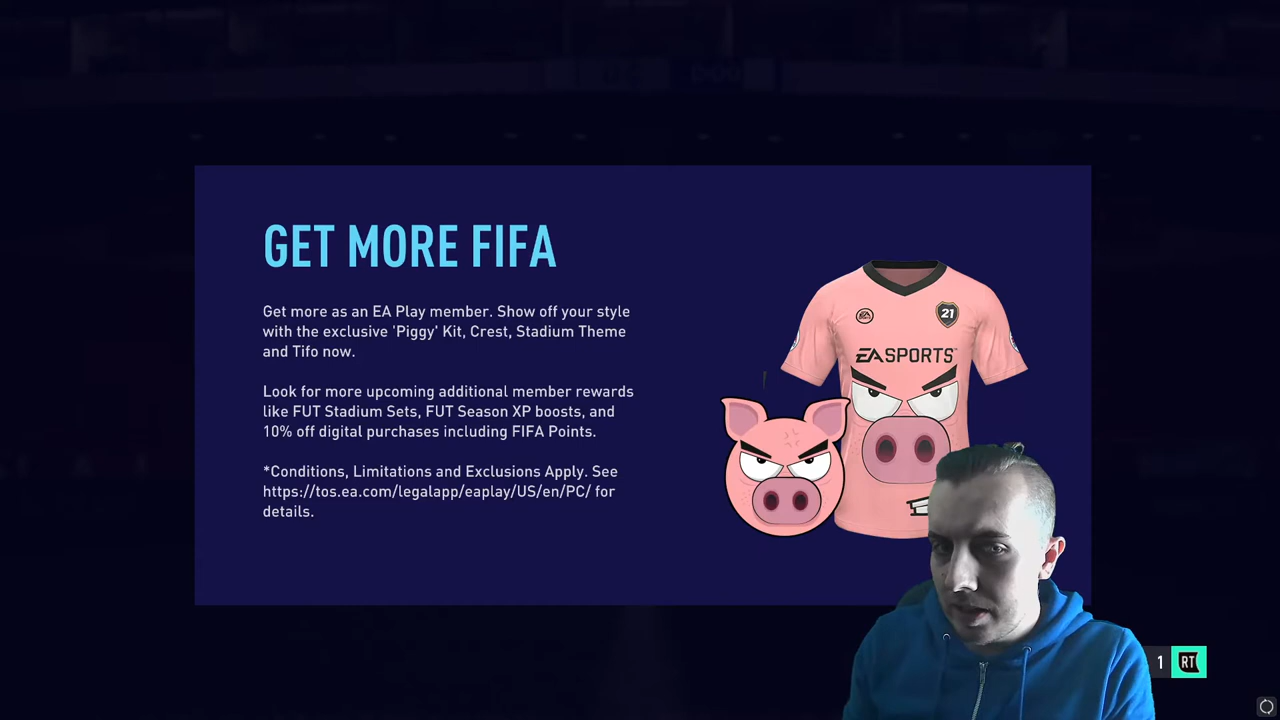 GET MORE FIFA
Get more as an EA Play member. Show off your style
with the exclusive 'Piggy' Kit, Crest, Stadium Theme
and Tifo now.
Look for more upcoming additional member rewards
like FUT Stadium Sets, FUT Season XP boosts, and
10% off digital purchases including FIFA Points.
*Conditions, Limitations and Exclusions Apply. See
https://tos.ea.com/legalapp/eaplay/US/en/PC/ for
details.
21
EA SPORTS™
1 RT